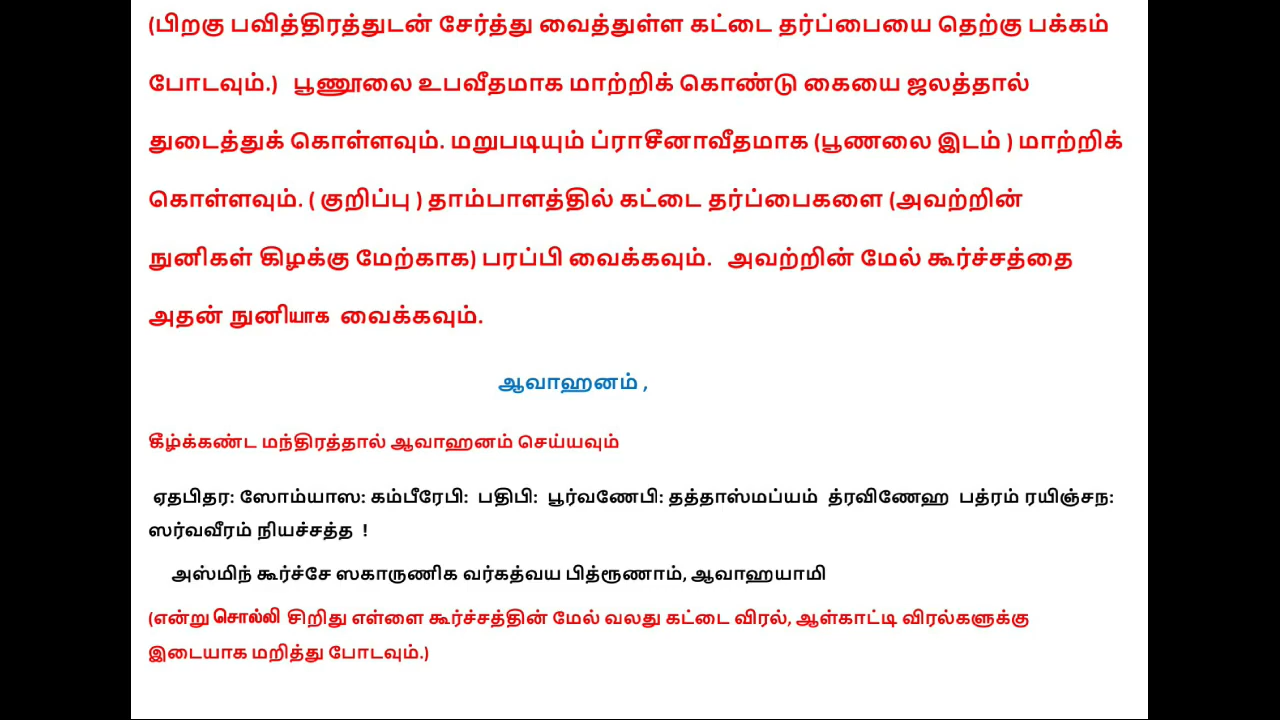 (பிறகு பவித்திரத்துடன் சேர்த்து வைத்துள்ள கட்டை தர்ப்பையை தெற்கு பக்கம்
போடவும்.) பூணூலை உபவீதமாக மாற்றிக் கொண்டு கையை ஜலத்தால்
துடைத்துக் கொள்ளவும். மறுபடியும் ப்ராசீனாவீதமாக (பூணலை இடம் ) மாற்றிக்
கொள்ளவும். ( குறிப்பு ) தாம்பாளத்தில் கட்டை தர்ப்பைகளை (அவற்றின்
நுனிகள் கிழக்கு மேற்காக) பரப்பி வைக்கவும். அவற்றின் மேல் கூர்ச்சத்தை
அதன் நுனியாக வைக்கவும்.
ஆவாஹனம் ,
கீழ்க்கண்ட மந்திரத்தால் ஆவாஹனம் செய்யவும்
ஏதபிதர: ஸோம்யாஸ: கம்பீரேபி: பதிபி: பூர்வணேபி: தத்தாஸ்மப்யம் த்ரவிணேஹ பத்ரம் ரயிஞ்சந:
ஸர்வவீரம் நியச்சத்த !
அஸ்மிந் கூர்ச்சே ஸகாருணிக வர்கத்வய பித்ரூணாம், ஆவாஹயாமி
(என்று சொல்லி சிறிது எள்ளை கூர்ச்சத்தின் மேல் வலது கட்டை விரல், ஆள்காட்டி விரல்களுக்கு
இடையாக மறித்து போடவும்.)